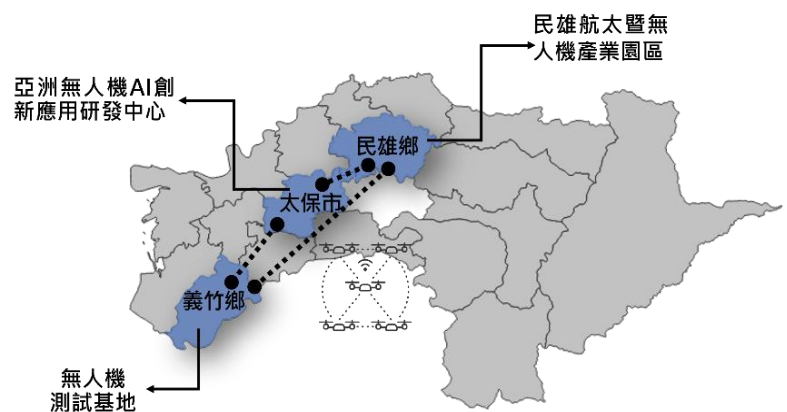 民雄航太暨無
人機產業園區
亞洲無人機AI創
新應用研發中心
民雄鄉
太保市
義竹鄉
無人機
測試基地